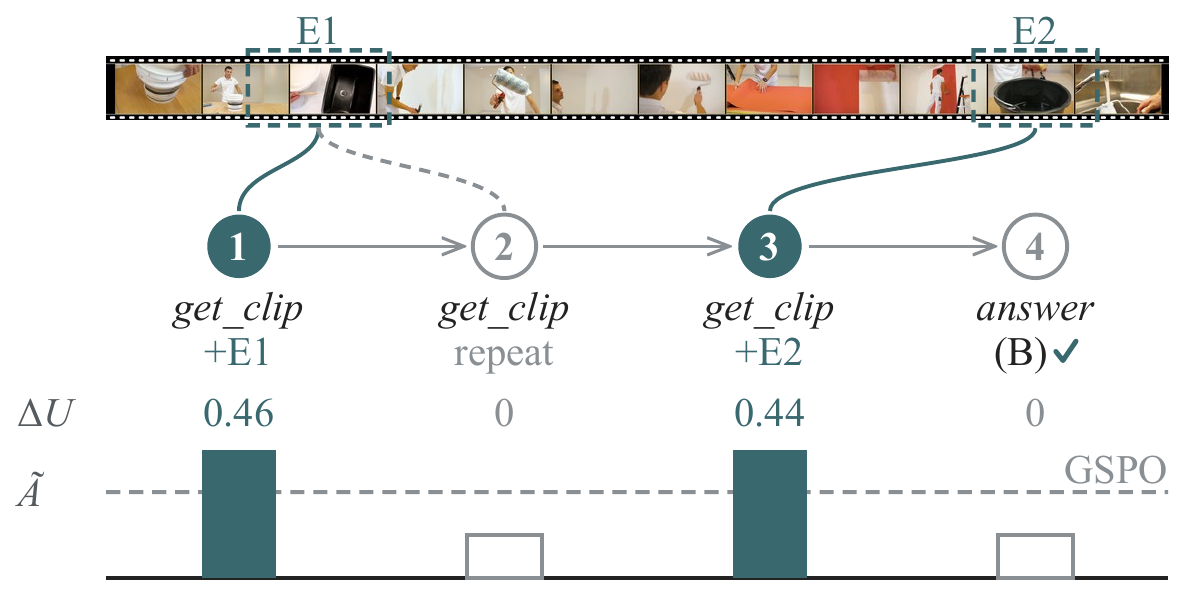 E1 E2
1 2 3 4
get_clip get_clip get_clip answer
+E1 repeat +E2 (B) ✓
ΔU 0.46 0 0.44 0
GSPO
Ã